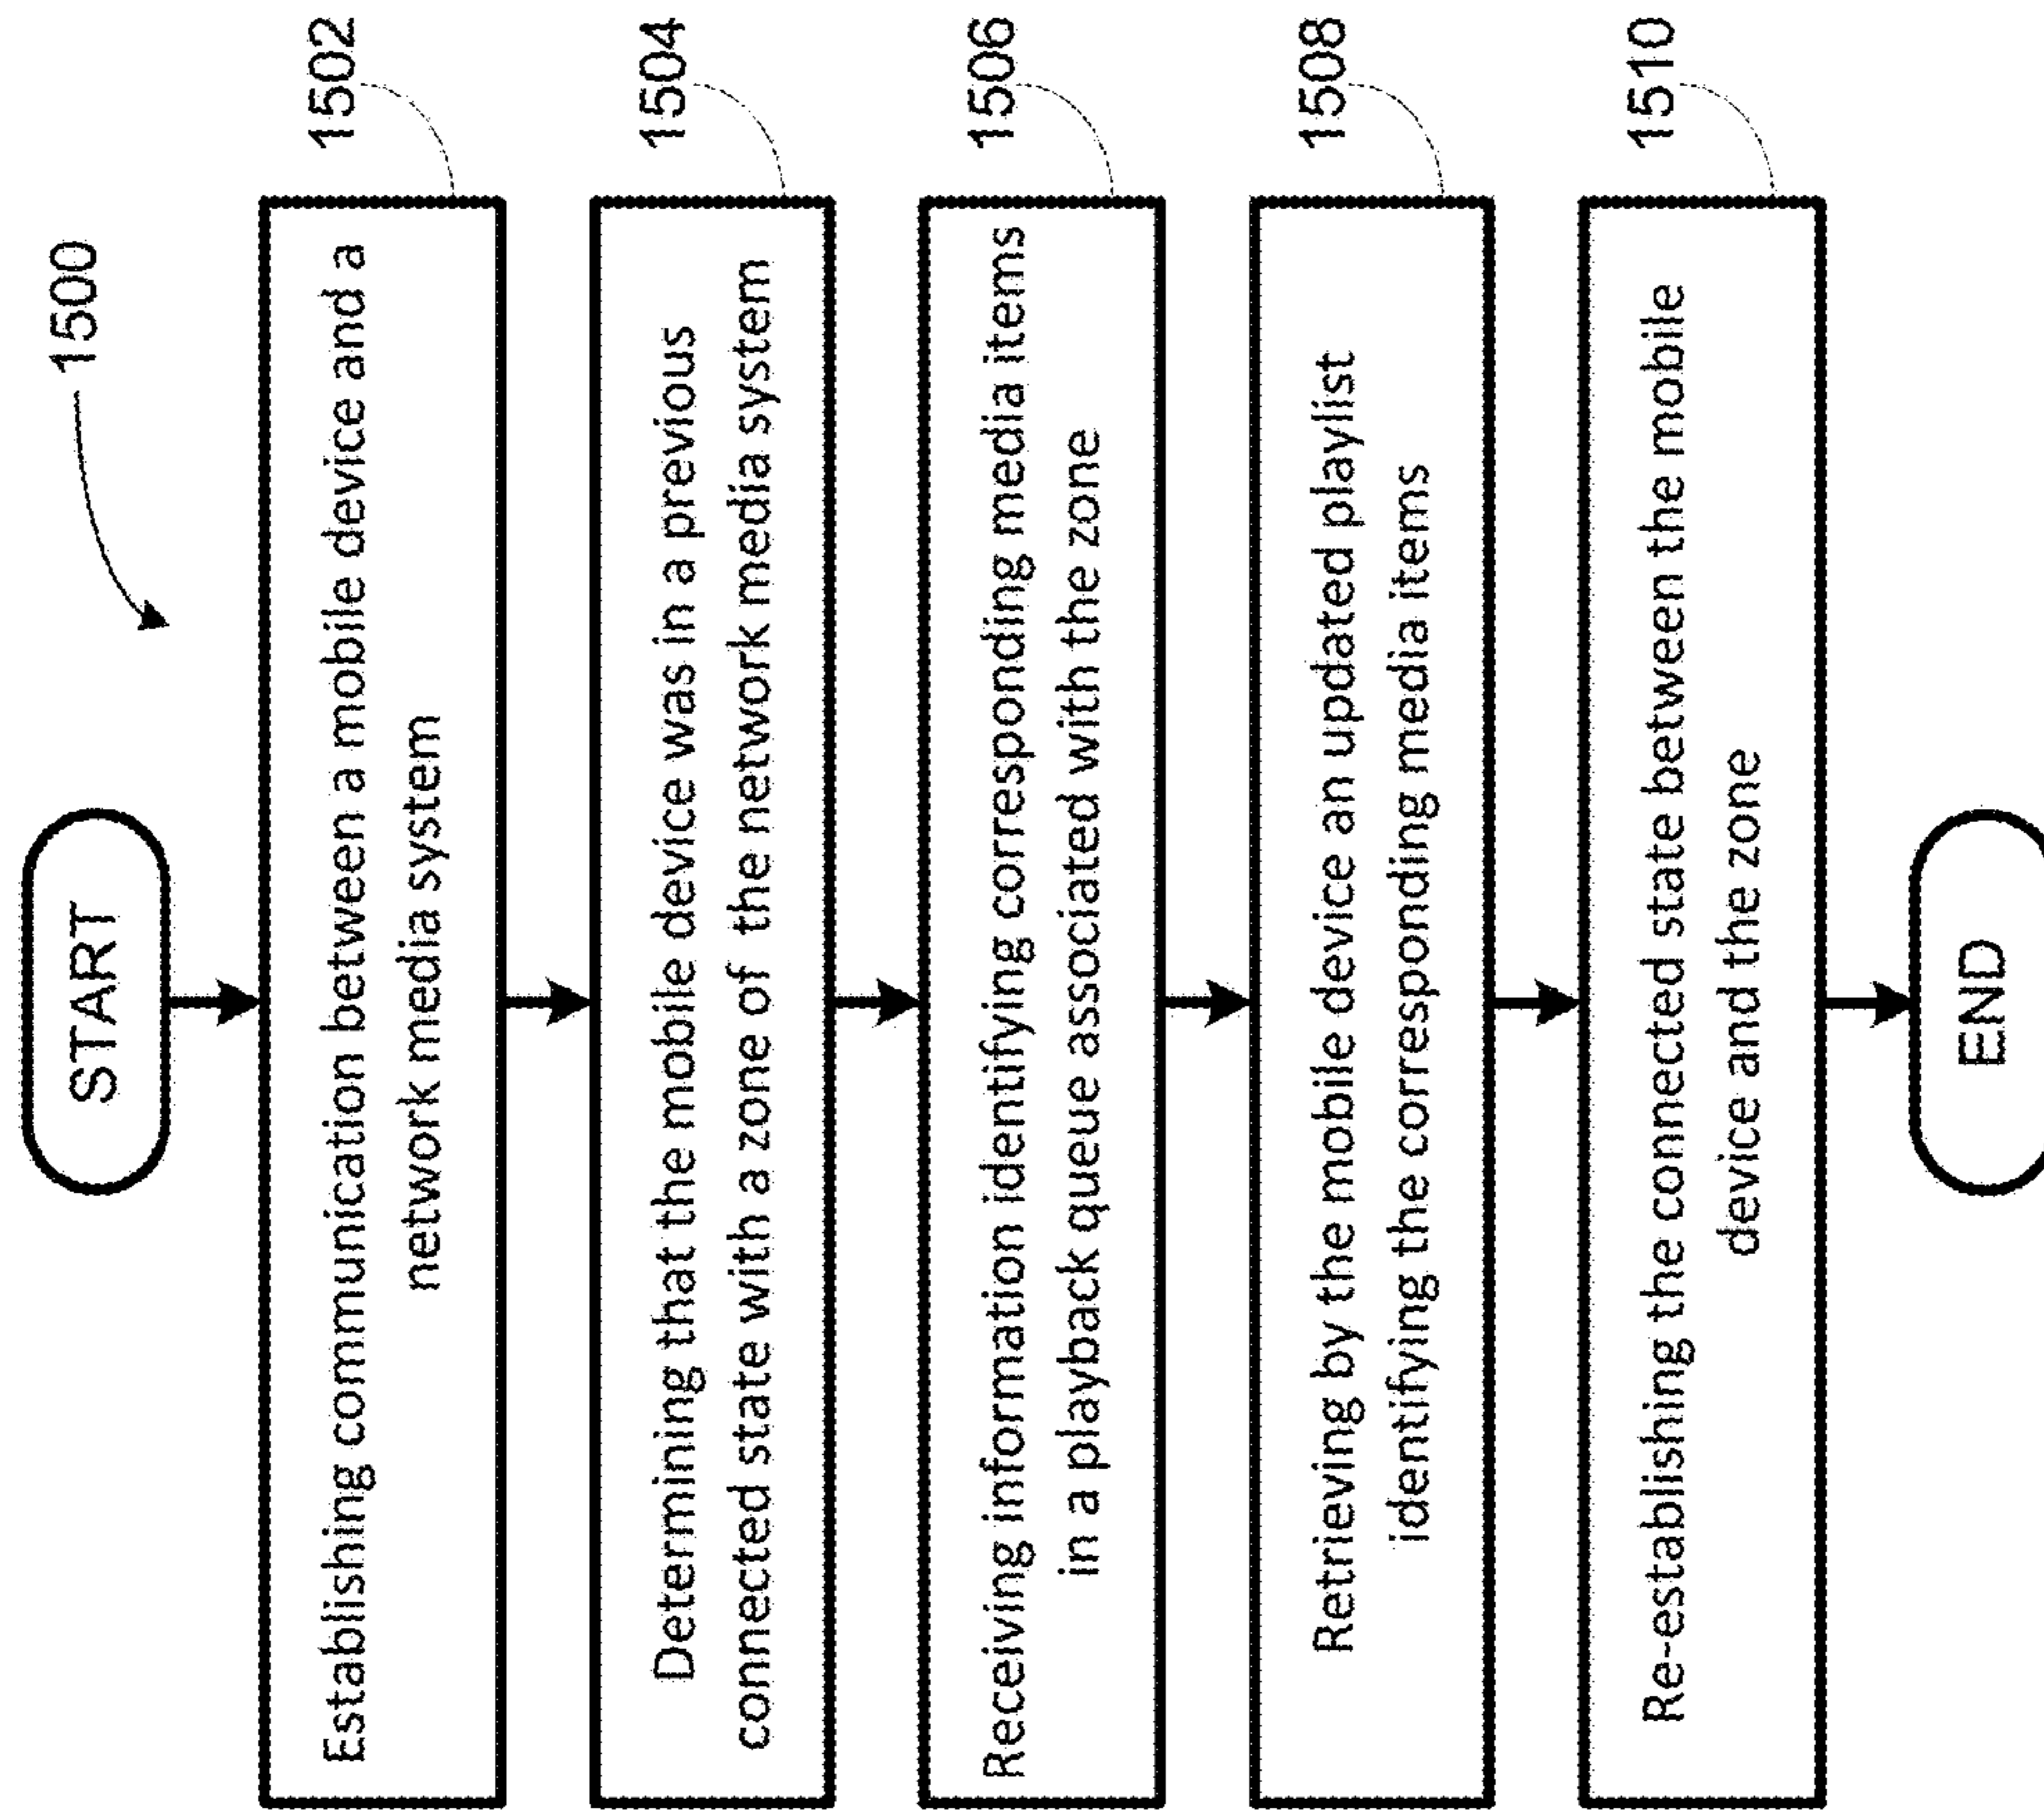 1500
START
Establishing communication between a mobile device and a
network media system
1502
Determining that the mobile device was in a previous
connected state with a zone of the network media system
1504
Receiving information identifying corresponding media items
in a playback queue associated with the zone
1506
Retrieving by the mobile device an updated playlist
identifying the corresponding media items
1508
Re-establishing the connected state between the mobile
device and the zone
1510
END